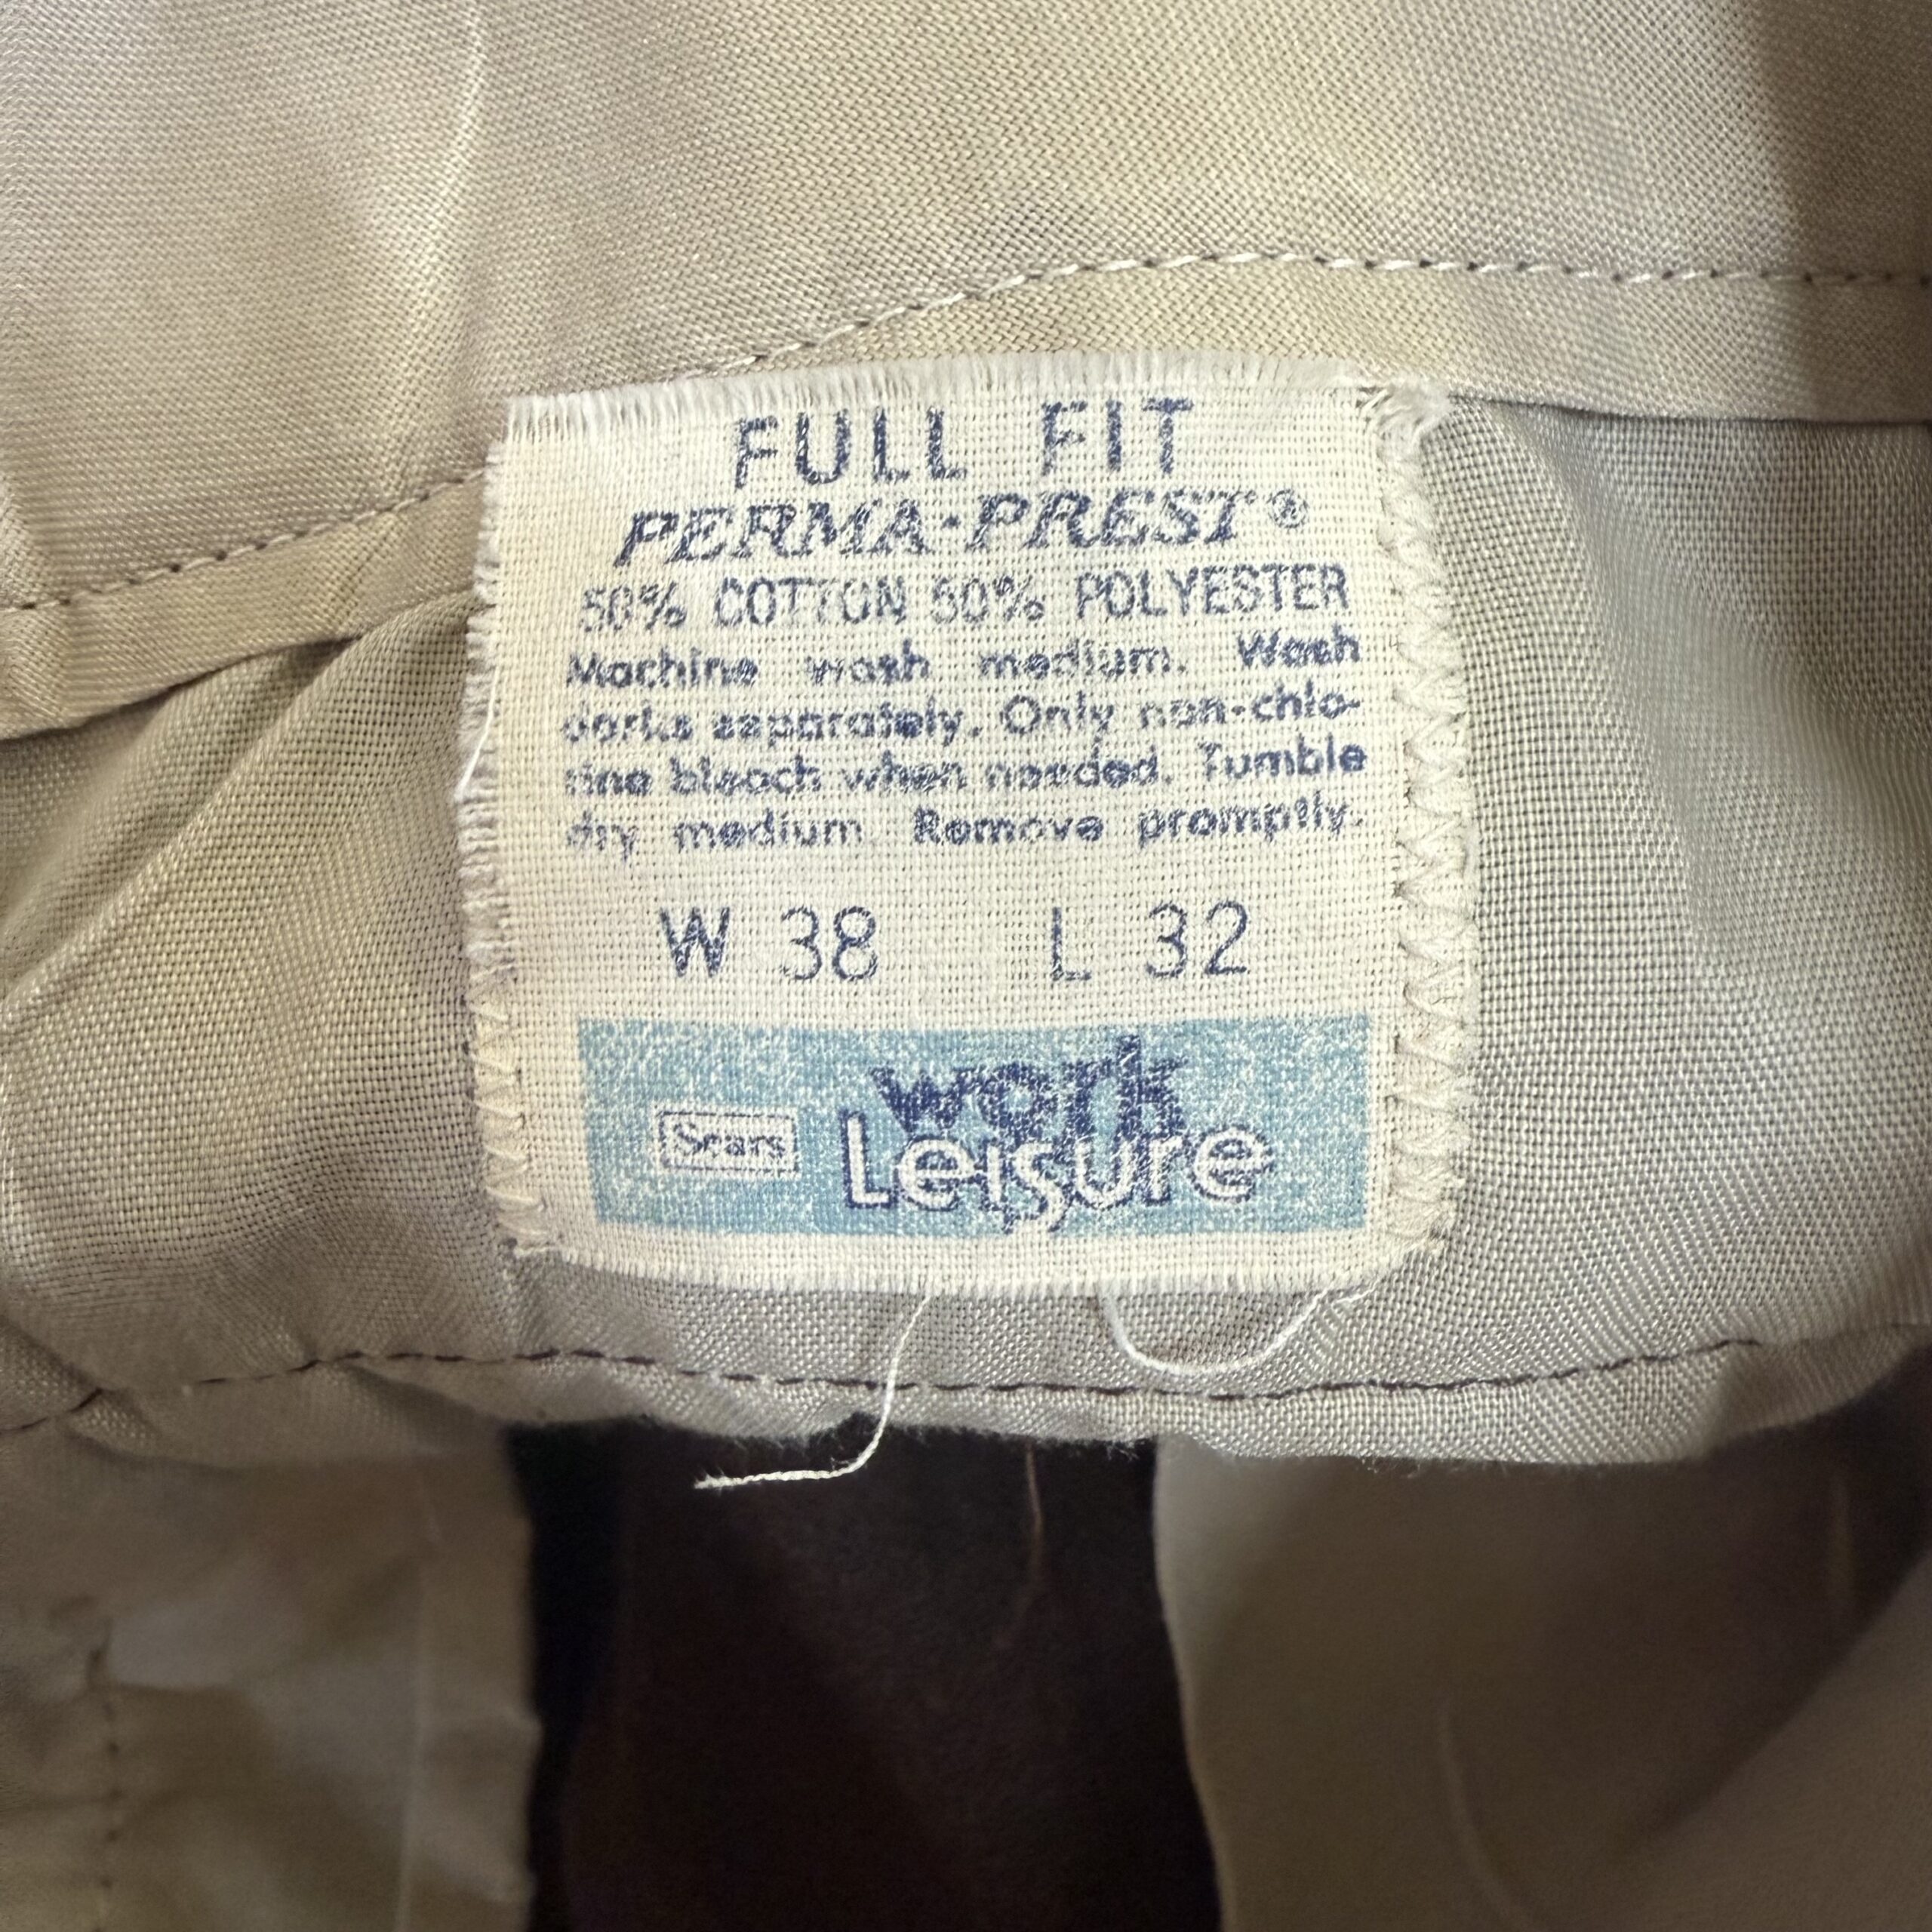 FULL FIT
PERMA-PREST®
50% COTTON 50% POLYESTER
Machine wash medium. Wash
darks separately. Only non-chlo-
rine bleach when needed. Tumble
dry medium. Remove promptly.
W 38 L 32
Sears work
Leisure